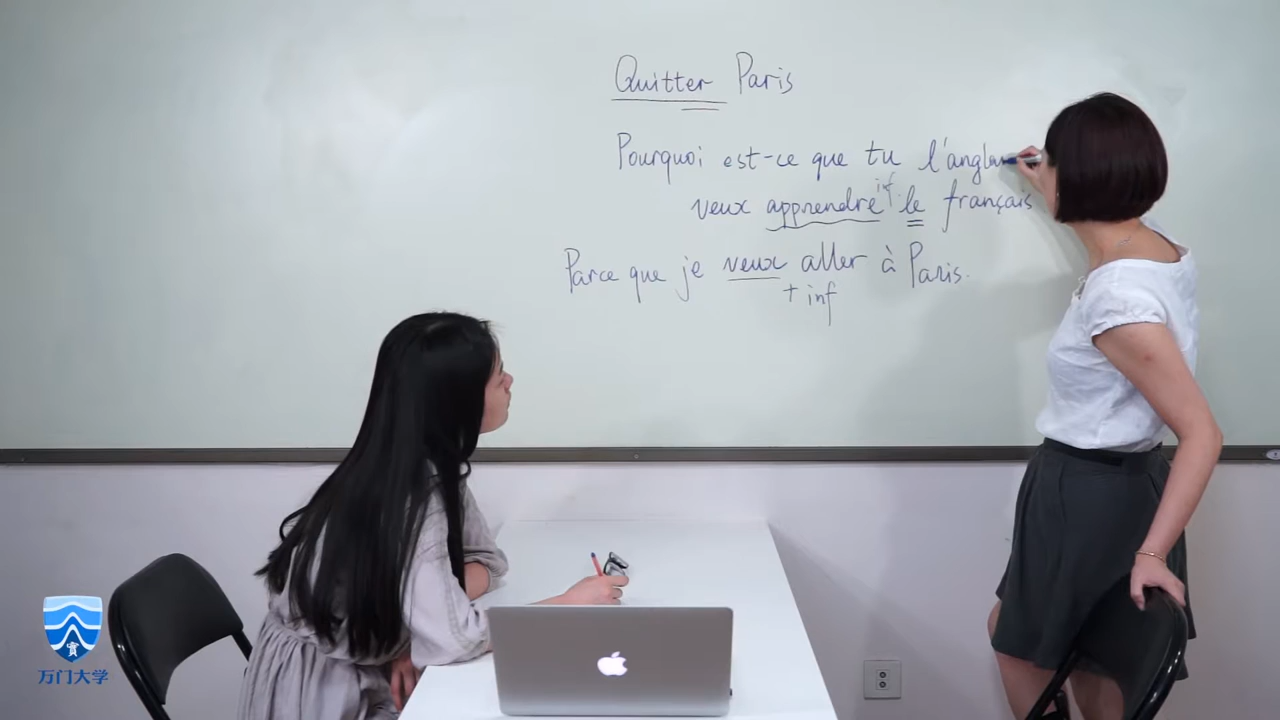 Quitter Paris
Pourquoi est-ce que tu l'angla
inf.
veux apprendre le français
Parce que je veux aller à Paris.
+ inf
万门大学